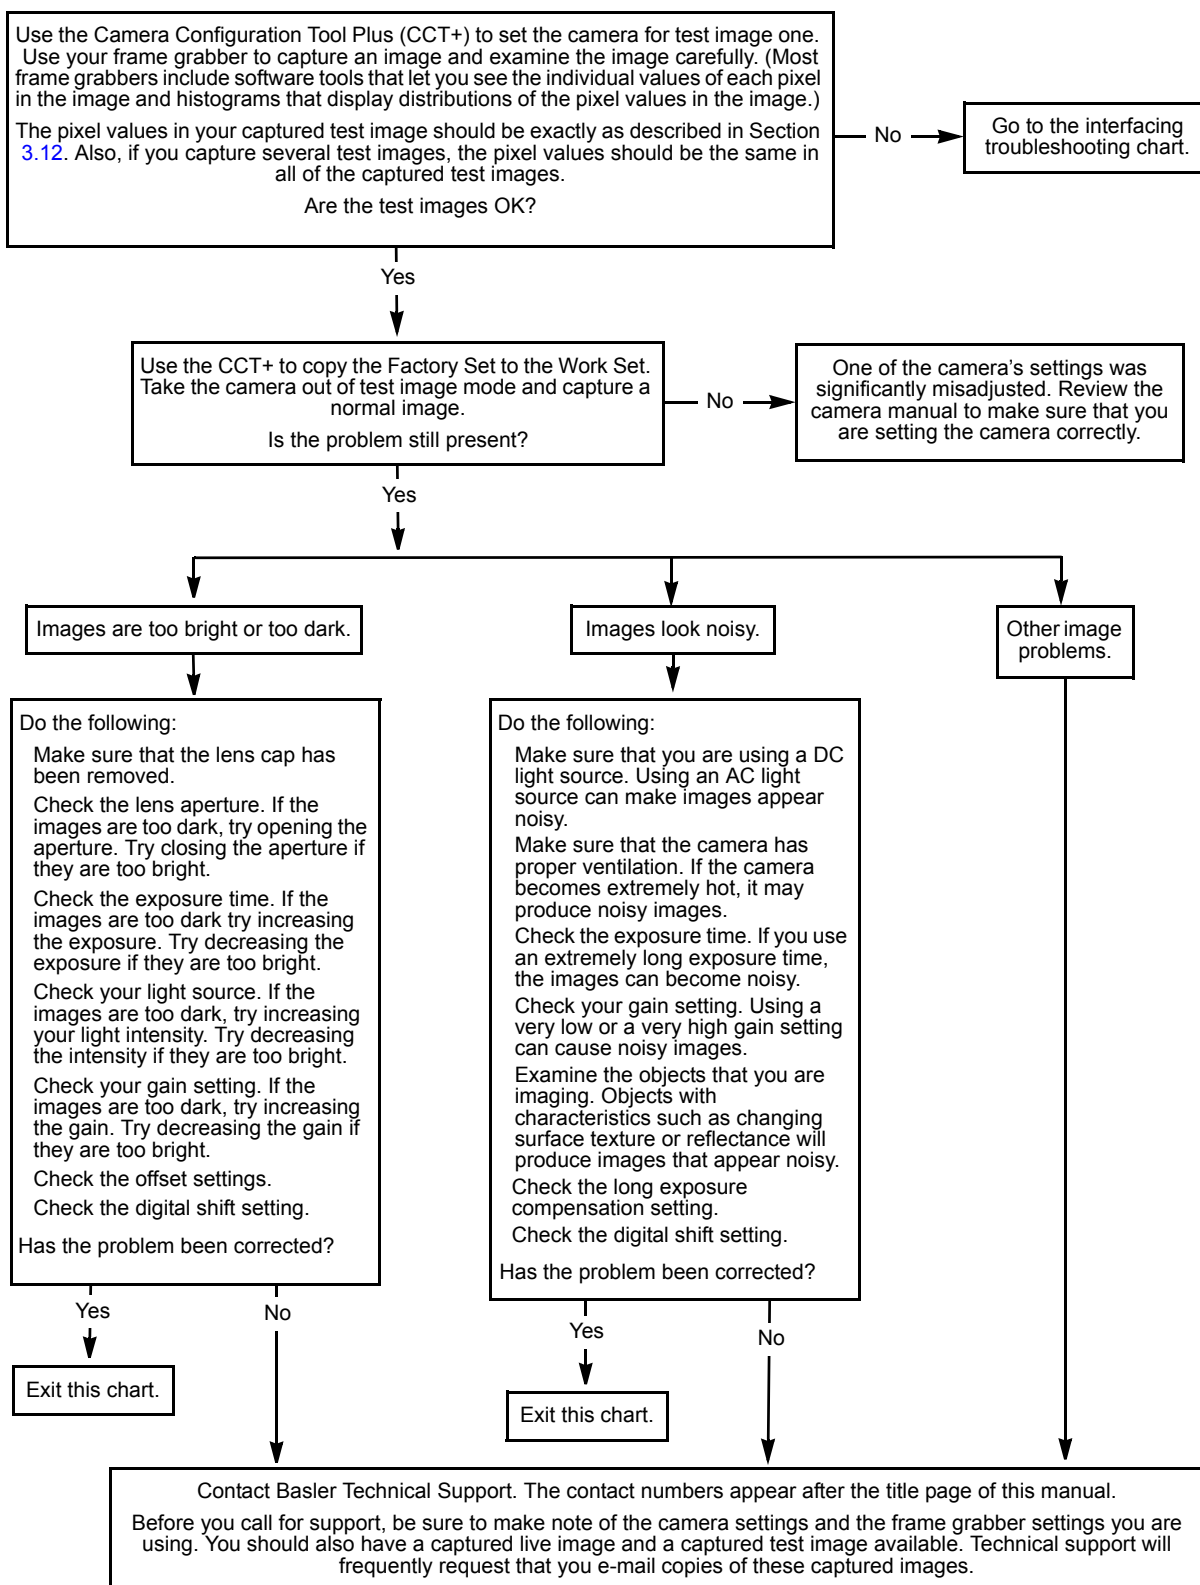 Use the Camera Configuration Tool Plus (CCT+) to set the camera for test image one.
Use your frame grabber to capture an image and examine the image carefully. (Most
frame grabbers include software tools that let you see the individual values of each pixel
in the image and histograms that display distributions of the pixel values in the image.)
The pixel values in your captured test image should be exactly as described in Section
3.12. Also, if you capture several test images, the pixel values should be the same in
all of the captured test images.
Are the test images OK?
No
Go to the interfacing
troubleshooting chart.
Yes
Use the CCT+ to copy the Factory Set to the Work Set.
Take the camera out of test image mode and capture a
normal image.
Is the problem still present?
No
One of the camera's settings was
significantly misadjusted. Review the
camera manual to make sure that you
are setting the camera correctly.
Yes
Images are too bright or too dark.
Images look noisy.
Other image
problems.
Do the following:
Make sure that the lens cap has
been removed.
Check the lens aperture. If the
images are too dark, try opening the
aperture. Try closing the aperture if
they are too bright.
Check the exposure time. If the
images are too dark try increasing
the exposure. Try decreasing the
exposure if they are too bright.
Check your light source. If the
images are too dark, try increasing
your light intensity. Try decreasing
the intensity if they are too bright.
Check your gain setting. If the
images are too dark, try increasing
the gain. Try decreasing the gain if
they are too bright.
Check the offset settings.
Check the digital shift setting.
Has the problem been corrected?
Do the following:
Make sure that you are using a DC
light source. Using an AC light
source can make images appear
noisy.
Make sure that the camera has
proper ventilation. If the camera
becomes extremely hot, it may
produce noisy images.
Check the exposure time. If you use
an extremely long exposure time,
the images can become noisy.
Check your gain setting. Using a
very low or a very high gain setting
can cause noisy images.
Examine the objects that you are
imaging. Objects with
characteristics such as changing
surface texture or reflectance will
produce images that appear noisy.
Check the long exposure
compensation setting.
Check the digital shift setting.
Has the problem been corrected?
Yes
No
Yes
No
Exit this chart.
Exit this chart.
Contact Basler Technical Support. The contact numbers appear after the title page of this manual.
Before you call for support, be sure to make note of the camera settings and the frame grabber settings you are
using. You should also have a captured live image and a captured test image available. Technical support will
frequently request that you e-mail copies of these captured images.